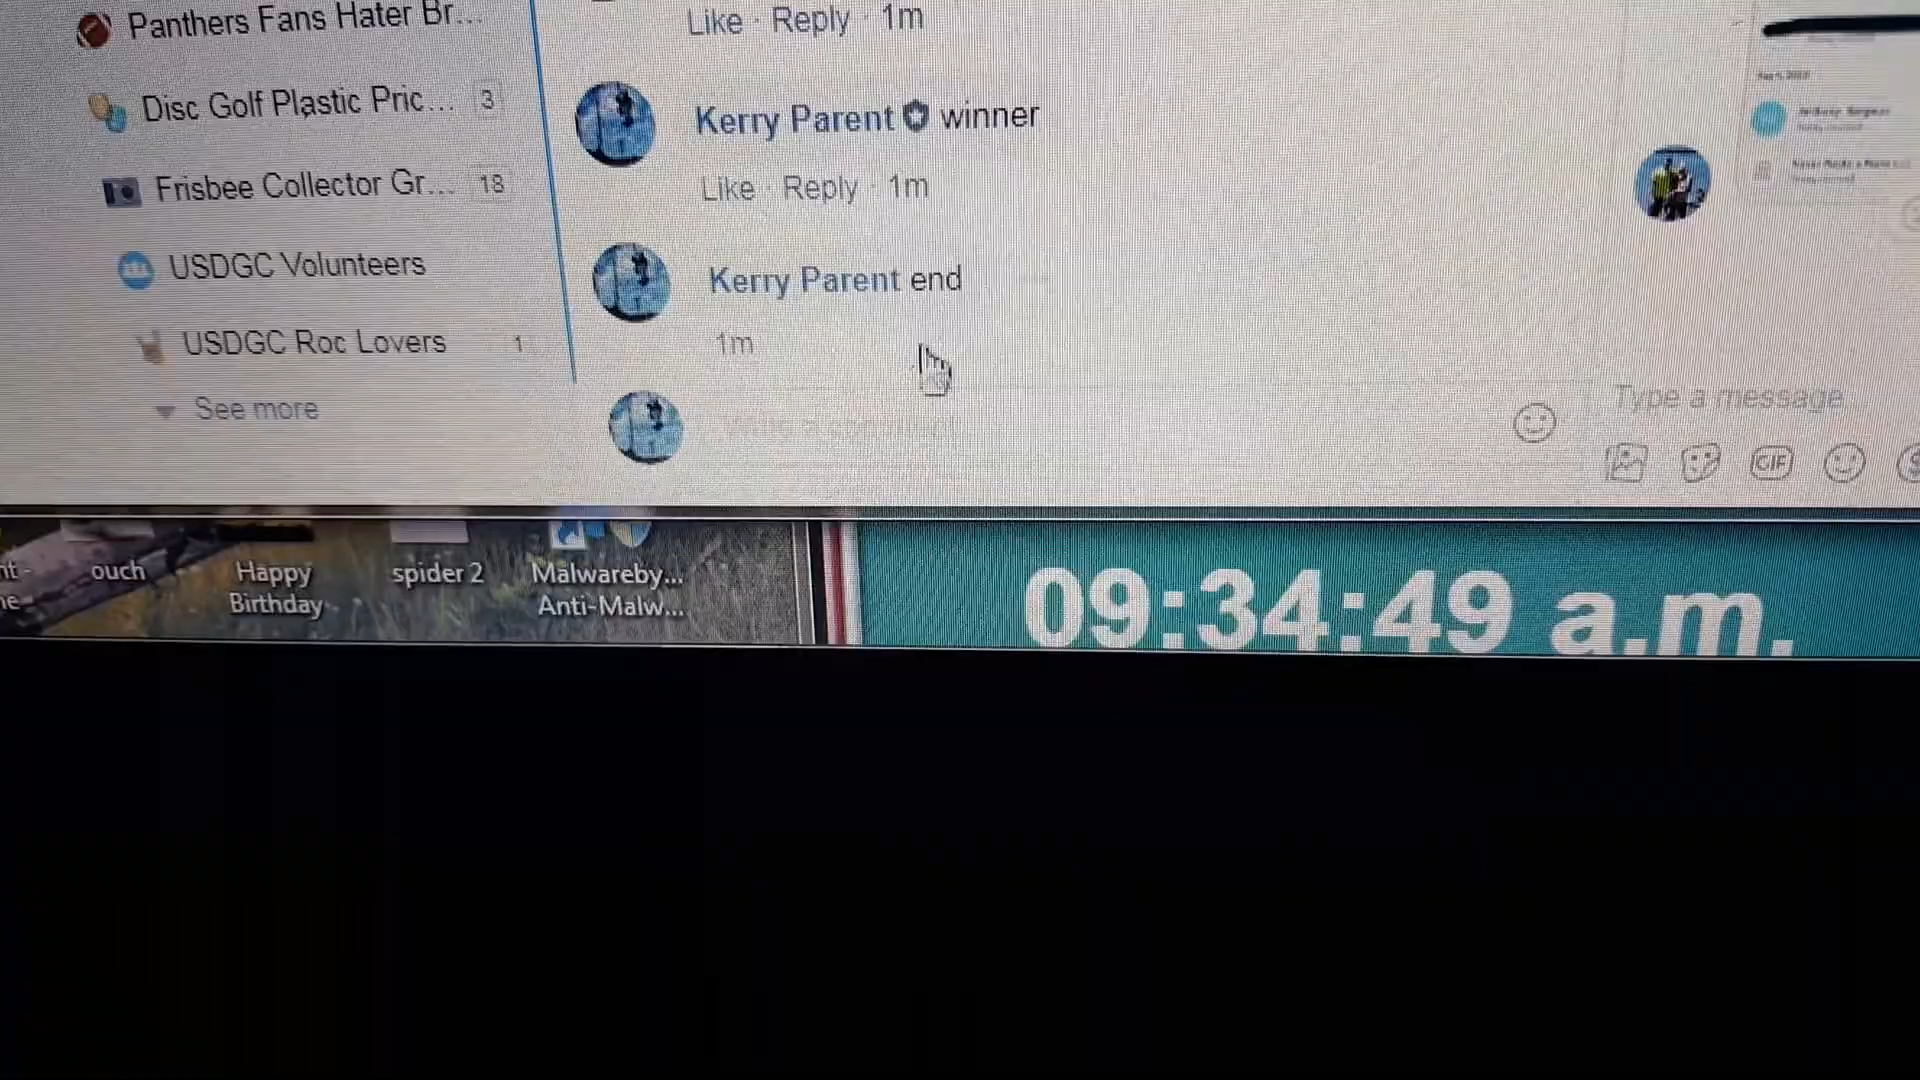 Panthers Fans Hater Br...
Disc Golf Plastic Pric... 3
Frisbee Collector Gr... 18
USDGC Volunteers
USDGC Roc Lovers 1
See more
Like · Reply · 1m
Kerry Parent winner
Like · Reply · 1m
Kerry Parent end
1m
Type a message
GIF
ouch
Happy
Birthday
spider 2
Malwareby...
Anti-Malw...
09:34:49 a.m.